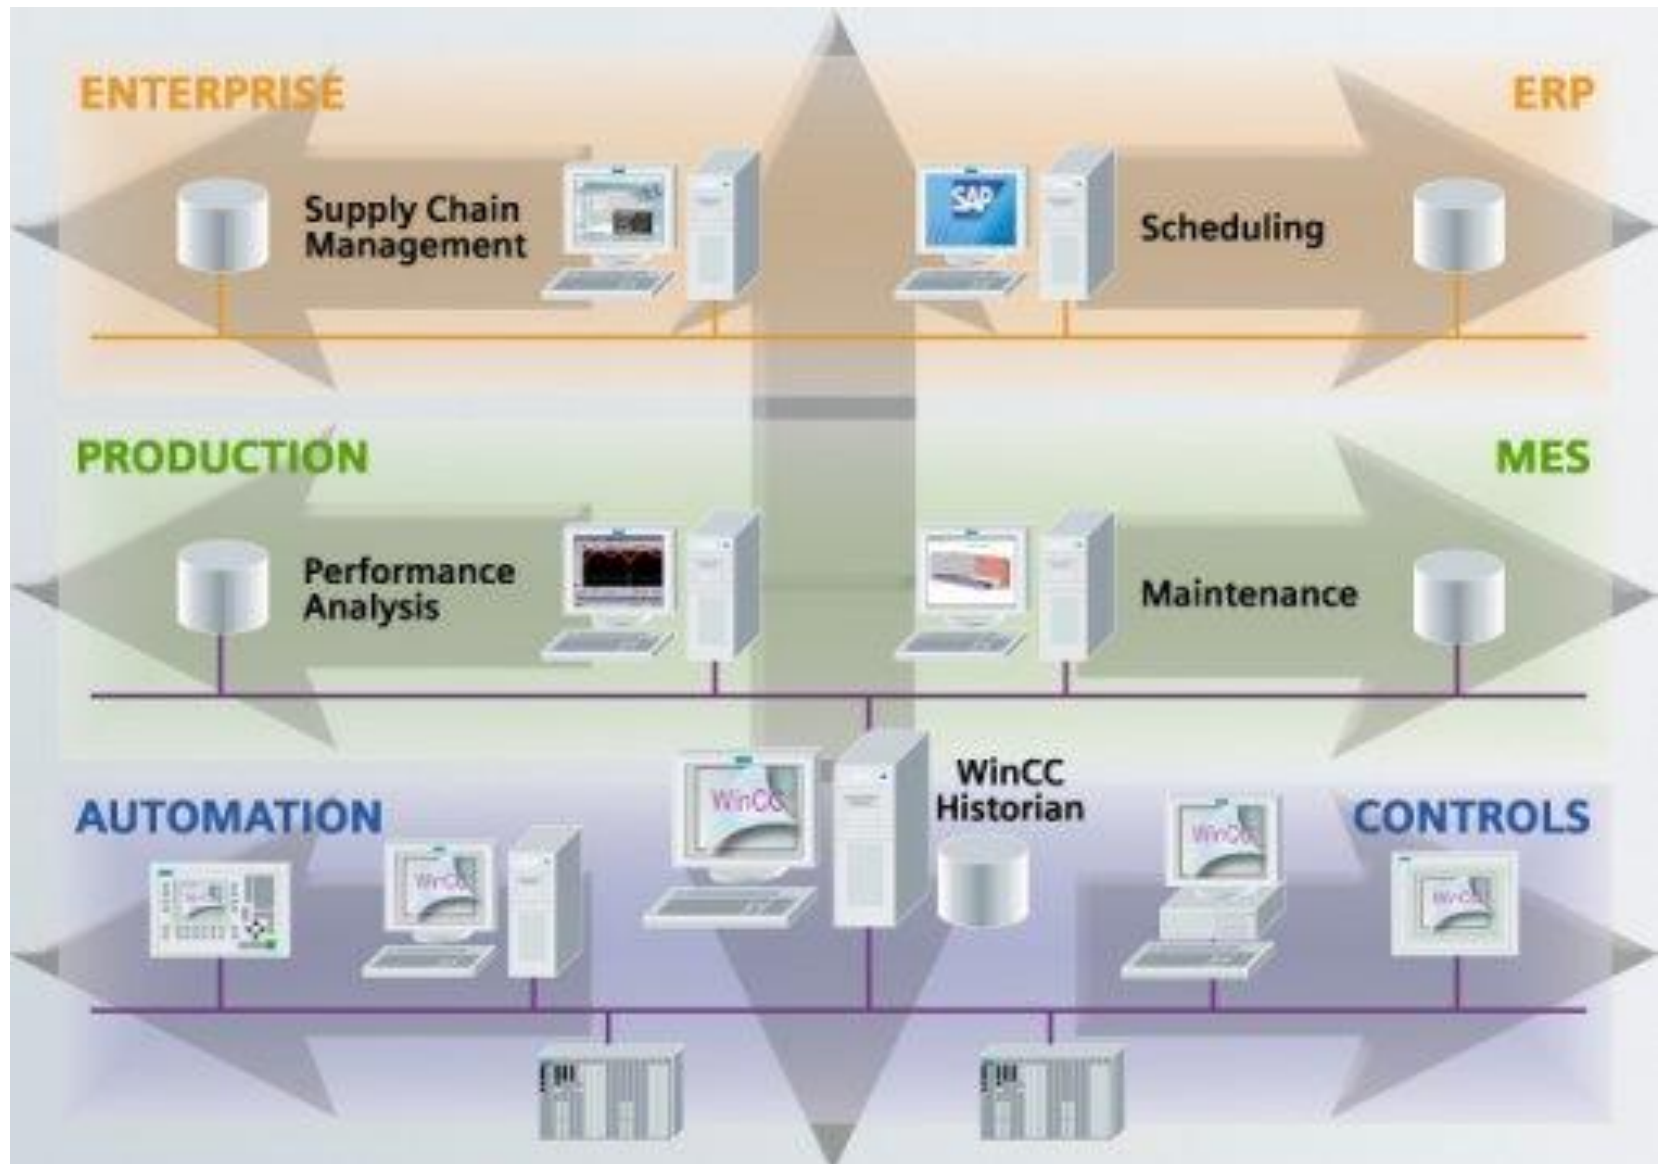 ENTERPRISE
ERP
Supply Chain
Management
SAP
Scheduling
PRODUCTION
MES
Performance
Analysis
Maintenance
AUTOMATION
WinCC
WinCC
Historian
CONTROLS
WinCC
WinCC
WinCC